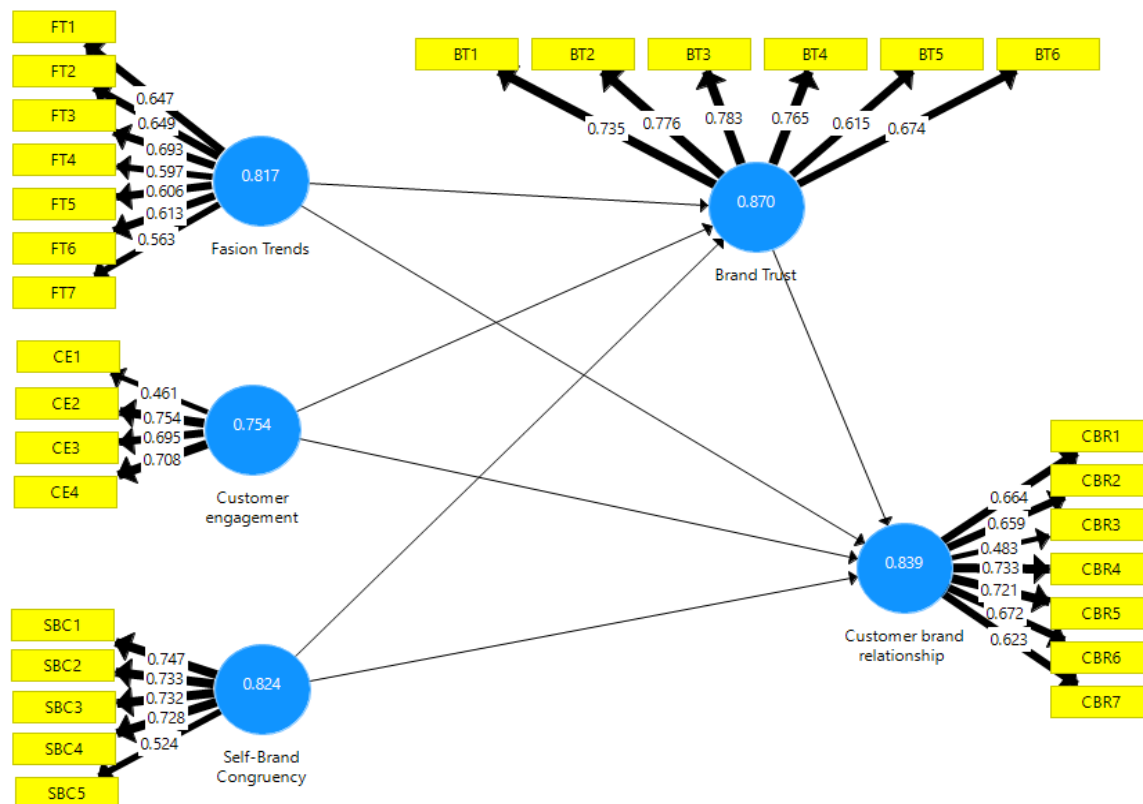 FT1
FT2
FT3
FT4
FT5
FT6
FT7
0.647
0.649
0.693
0.597
0.606
0.613
0.563
0.817
Fasion Trends
BT1
BT2
BT3
BT4
BT5
BT6
0.735
0.776
0.783
0.765
0.615
0.674
0.870
Brand Trust
CE1
CE2
CE3
CE4
0.461
0.754
0.695
0.708
0.754
Customer
engagement
CBR1
CBR2
CBR3
CBR4
CBR5
CBR6
CBR7
0.664
0.659
0.483
0.733
0.721
0.672
0.623
0.839
Customer brand
relationship
SBC1
SBC2
SBC3
SBC4
SBC5
0.747
0.733
0.732
0.728
0.524
0.824
Self-Brand
Congruency